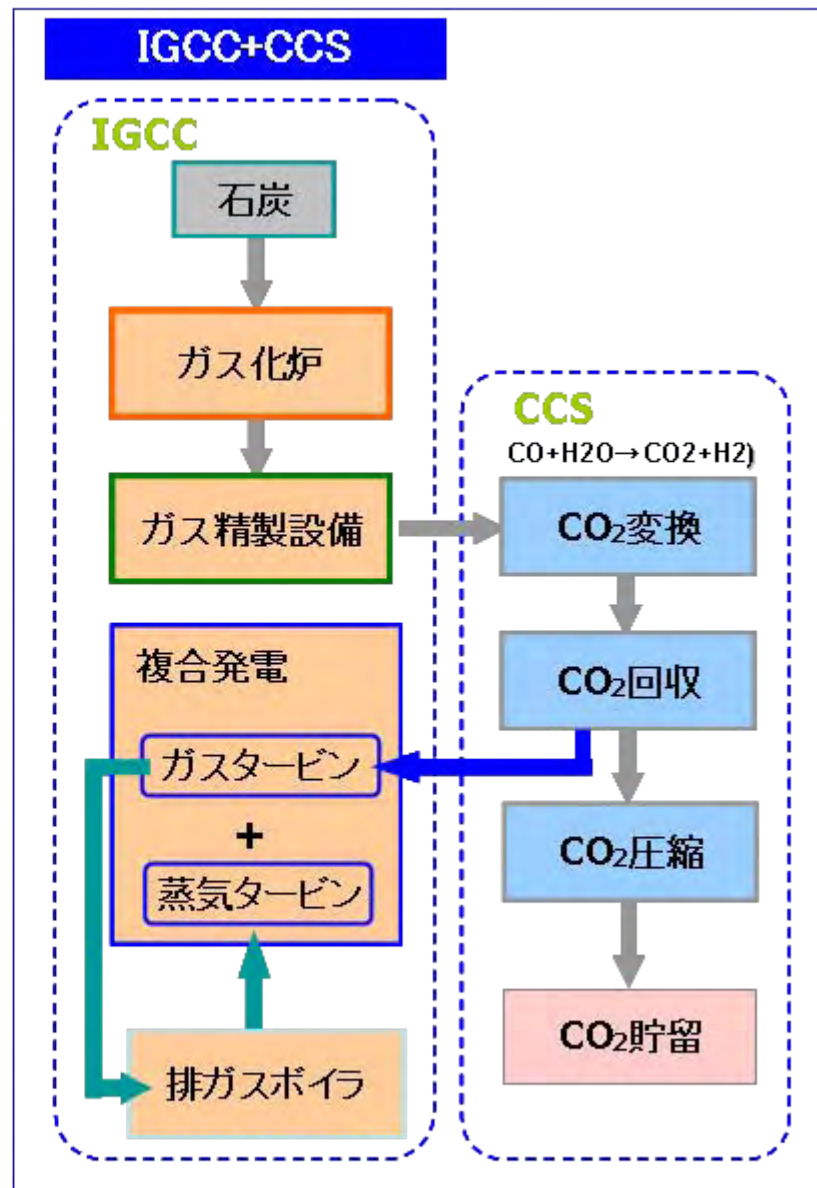 IGCC+CCS
IGCC
石炭
ガス化炉
ガス精製設備
複合発電
ガスタービン
+
蒸気タービン
排ガスボイラ
CCS
CO+H2O→CO2+H2)
CO₂変換
CO₂回収
CO₂圧縮
CO₂貯留